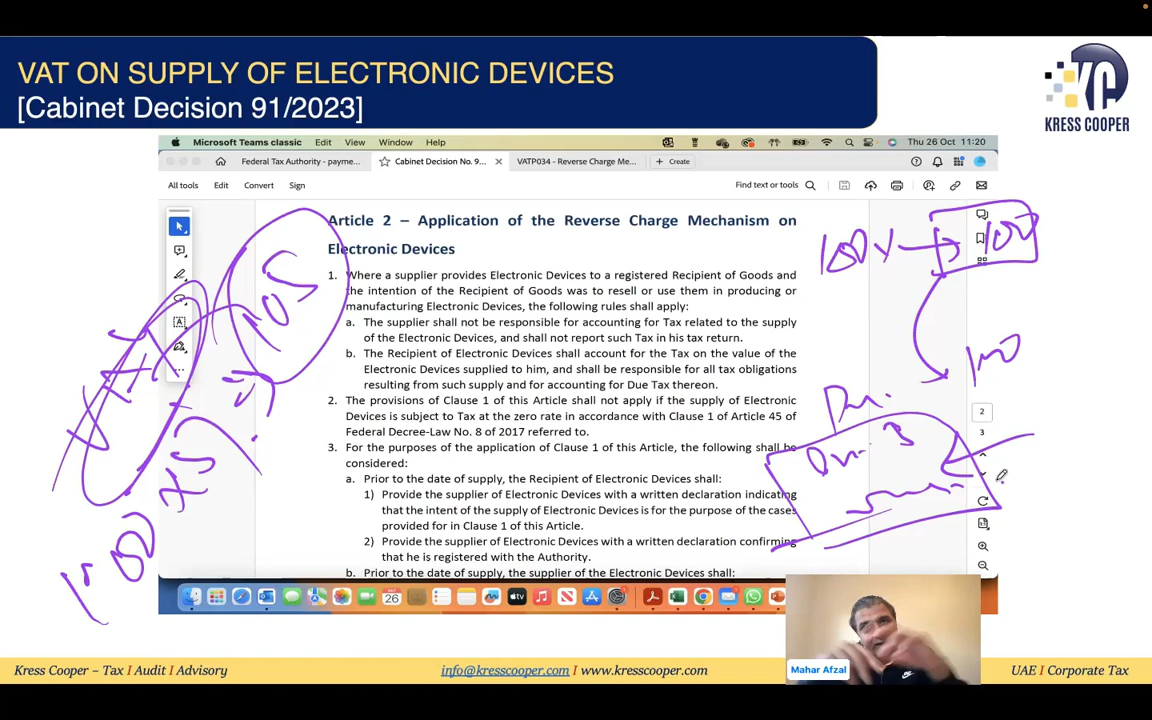 VAT ON SUPPLY OF ELECTRONIC DEVICES
[Cabinet Decision 91/2023]
KRESS COOPER
Microsoft Teams classic Edit View Window Help Thu 26 Oct 11:20
Federal Tax Authority - payme... Cabinet Decision No. 9... VATP034 - Reverse Charge Me... Create
All tools Edit Convert Sign Find text or tools
Article 2 – Application of the Reverse Charge Mechanism on
Electronic Devices
1. Where a supplier provides Electronic Devices to a registered Recipient of Goods and
the intention of the Recipient of Goods was to resell or use them in producing or
manufacturing Electronic Devices, the following rules shall apply:
a. The supplier shall not be responsible for accounting for Tax related to the supply
of the Electronic Devices, and shall not report such Tax in his tax return.
b. The Recipient of Electronic Devices shall account for the Tax on the value of the
Electronic Devices supplied to him, and shall be responsible for all tax obligations
resulting from such supply and for accounting for Due Tax thereon.
2. The provisions of Clause 1 of this Article shall not apply if the supply of Electronic
Devices is subject to Tax at the zero rate in accordance with Clause 1 of Article 45 of
Federal Decree-Law No. 8 of 2017 referred to.
3. For the purposes of the application of Clause 1 of this Article, the following shall be
considered:
a. Prior to the date of supply, the Recipient of Electronic Devices shall:
1) Provide the supplier of Electronic Devices with a written declaration indicating
that the intent of the supply of Electronic Devices is for the purpose of the cases
provided for in Clause 1 of this Article.
2) Provide the supplier of Electronic Devices with a written declaration confirming
that he is registered with the Authority.
b. Prior to the date of supply, the supplier of Electronic Devices shall:
2
3
105
100
OCT
26
Mahar Afzal
Kress Cooper – Tax I Audit I Advisory info@kresscooper.com I www.kresscooper.com UAE I Corporate Tax